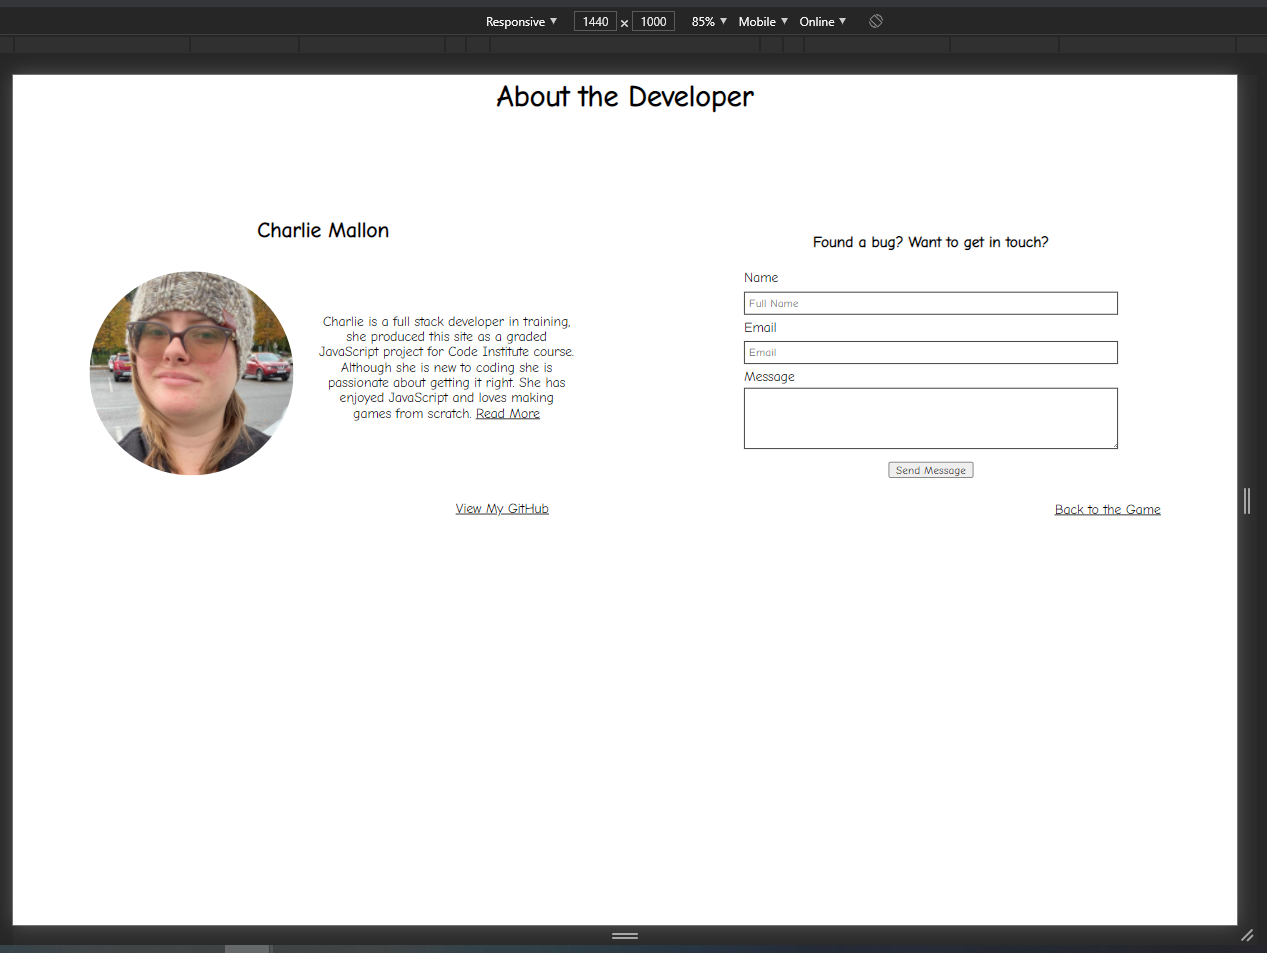 Responsive ▼ 1440 × 1000 85% ▼ Mobile ▼ Online ▼
About the Developer
Charlie Mallon
Charlie is a full stack developer in training,
she produced this site as a graded
JavaScript project for Code Institute course.
Although she is new to coding she is
passionate about getting it right. She has
enjoyed JavaScript and loves making
games from scratch. Read More
View My GitHub
Found a bug? Want to get in touch?
Name
Full Name
Email
Email
Message
Send Message
Back to the Game